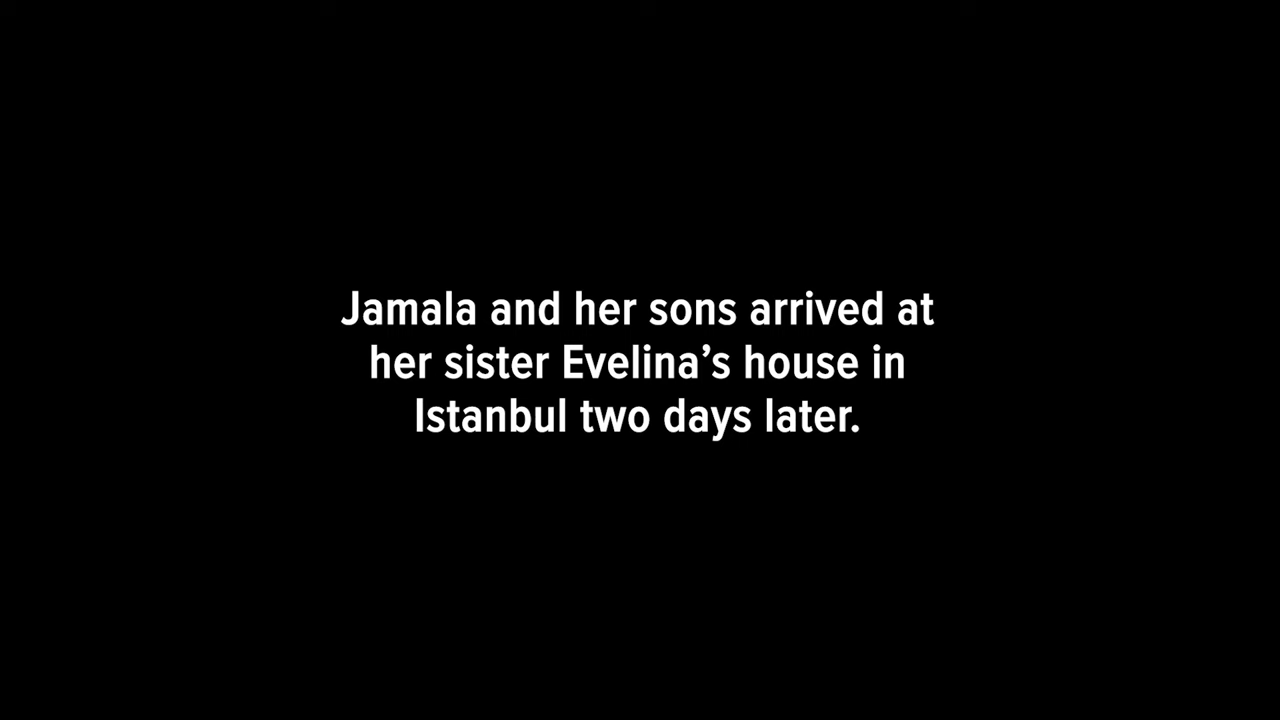 Jamala and her sons arrived at
her sister Evelina’s house in
Istanbul two days later.